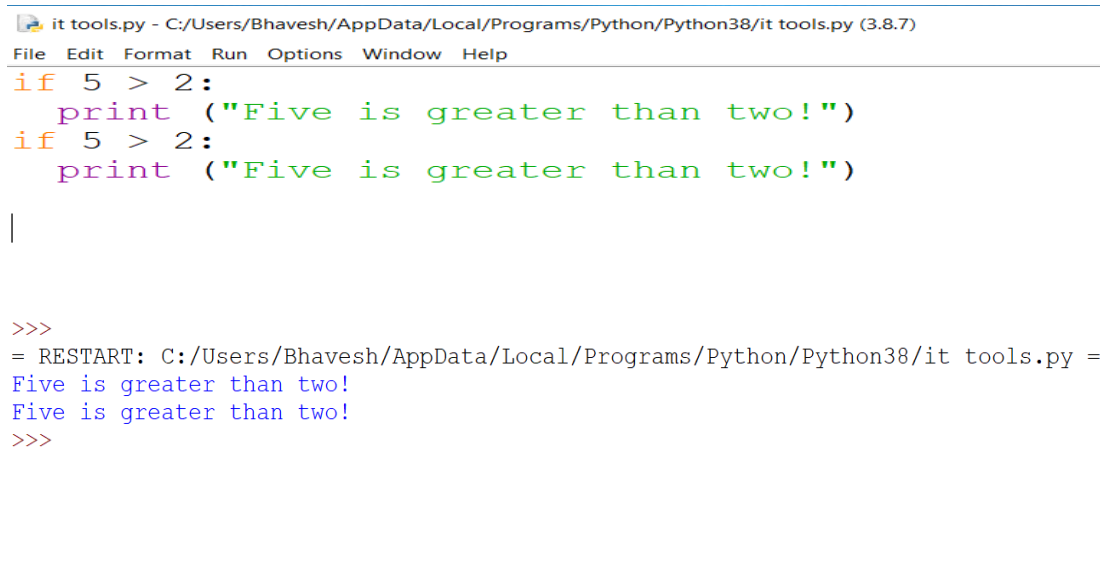 it tools.py - C:/Users/Bhavesh/AppData/Local/Programs/Python/Python38/it tools.py (3.8.7)
File Edit Format Run Options Window Help
if 5 > 2:
  print ("Five is greater than two!")
if 5 > 2:
  print ("Five is greater than two!")
>>>
= RESTART: C:/Users/Bhavesh/AppData/Local/Programs/Python/Python38/it tools.py =
Five is greater than two!
Five is greater than two!
>>>